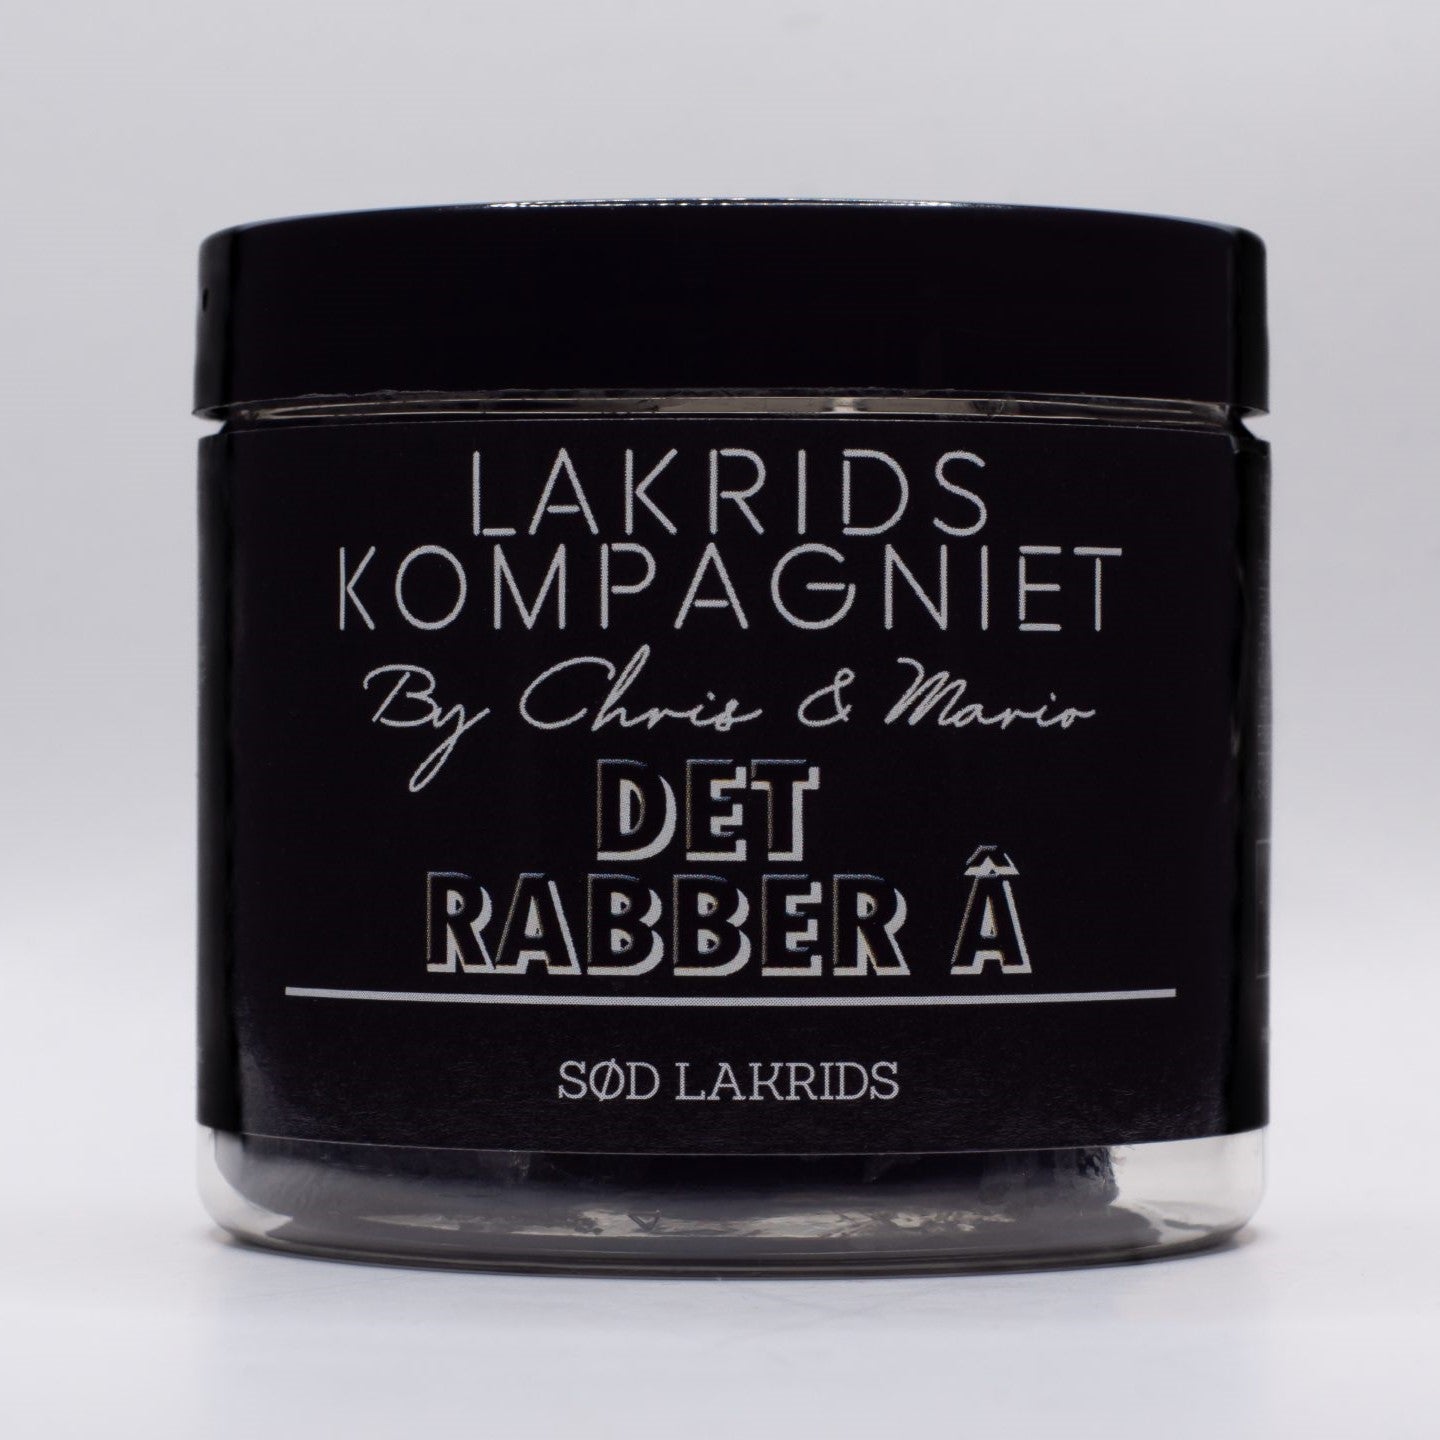 LAKRIDS
KOMPAGNIET
By Chris & Mario
DET
RABBER Â
SØD LAKRIDS